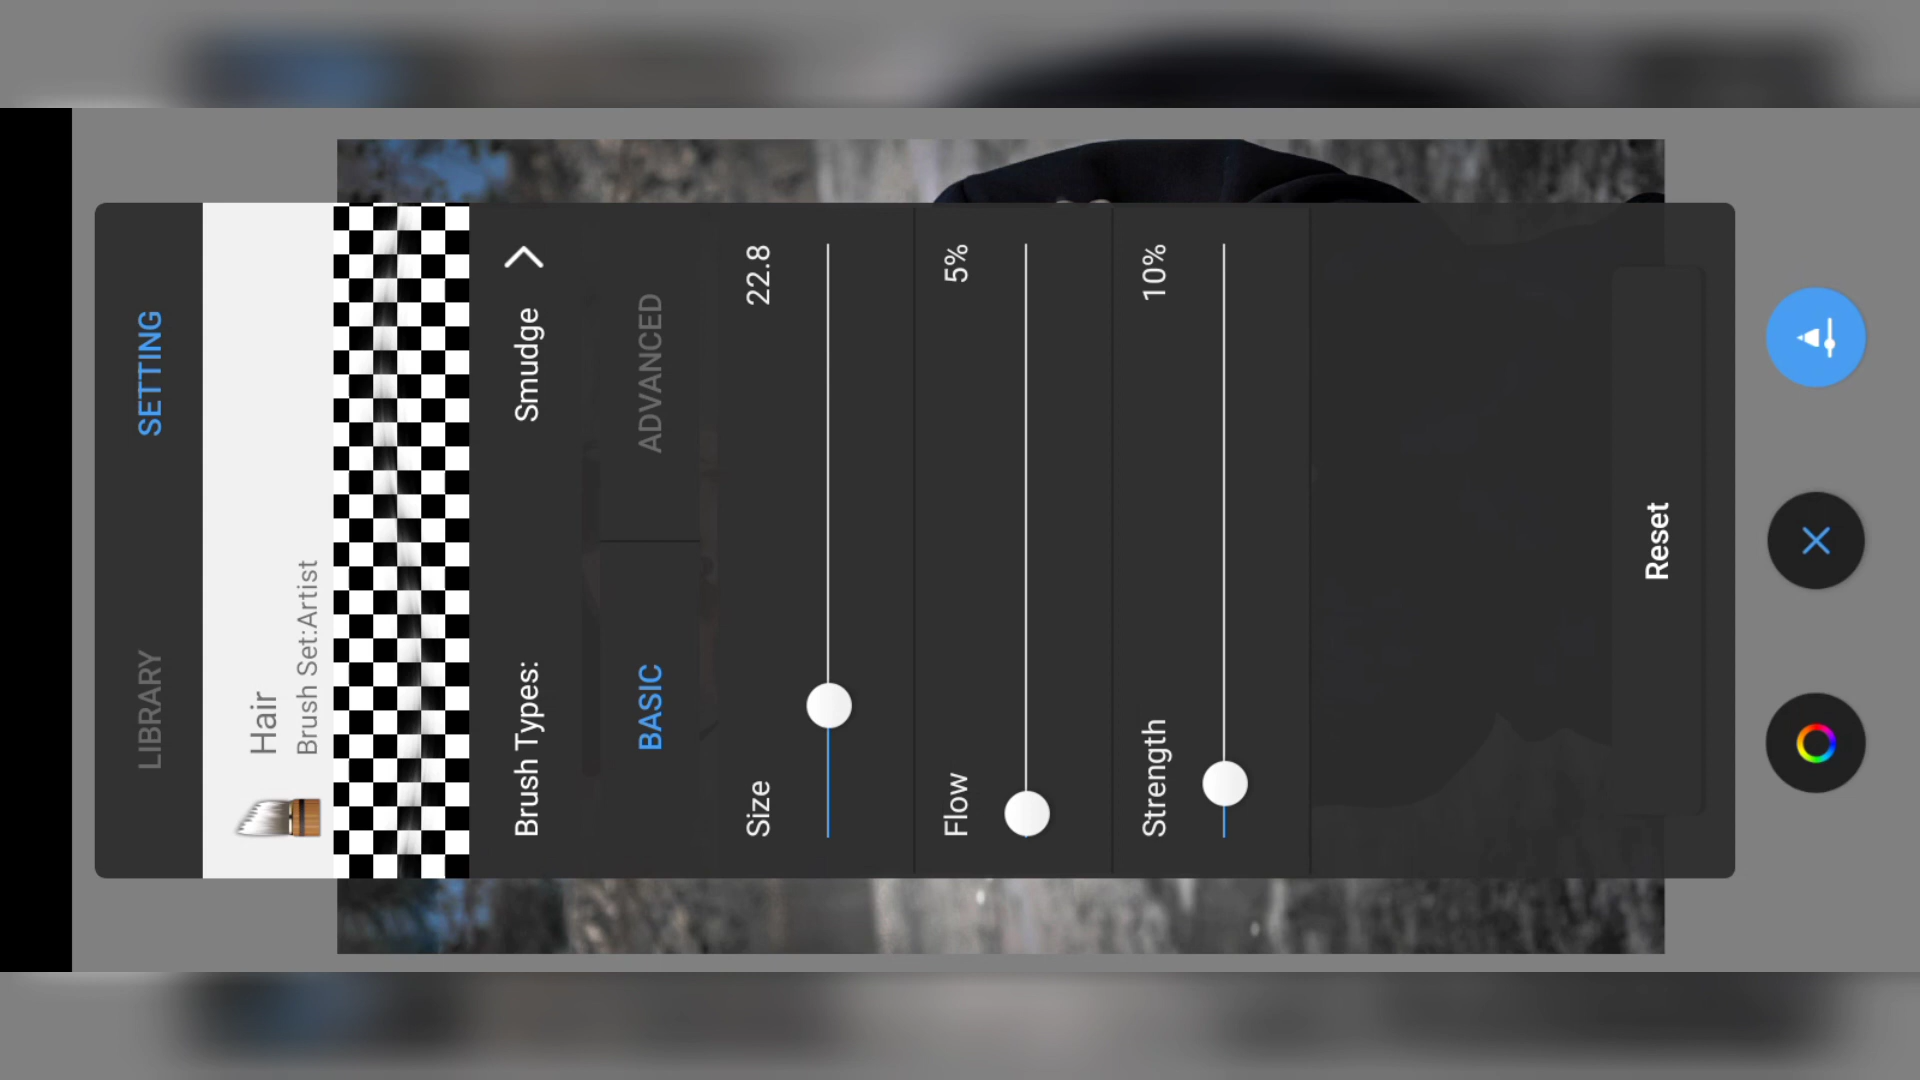 LIBRARY SETTING
Hair
Brush Set:Artist
Brush Types: Smudge
BASIC ADVANCED
Size 22.8
Flow 5%
Strength 10%
Reset